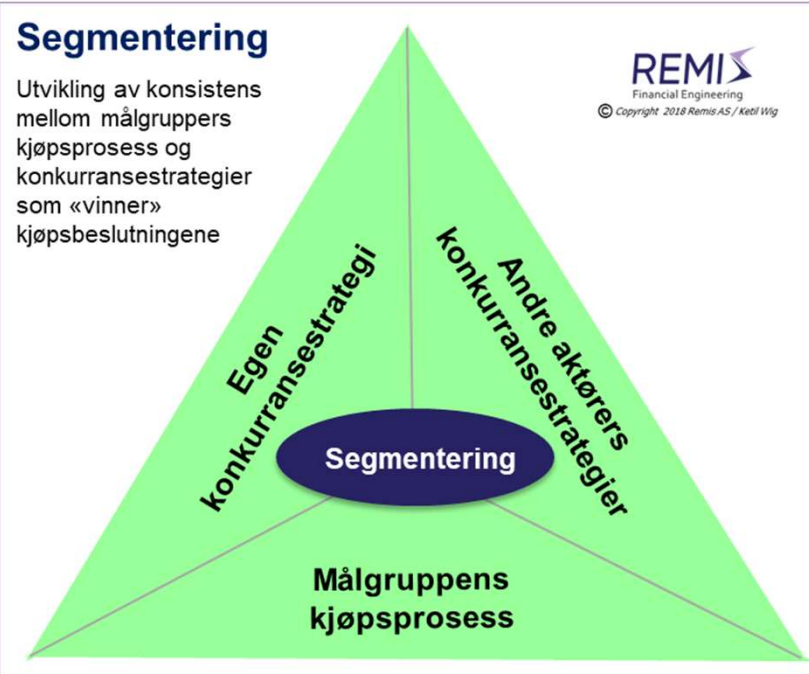 Segmentering
Utvikling av konsistens
mellom målgruppers
kjøpsprosess og
konkurransestrategier
som «vinner»
kjøpsbeslutningene
REMIS
Financial Engineering
© Copyright 2018 Remis AS / Ketil Wig
Egen
konkurransestrategi
Andre aktørers
konkurransestrategier
Segmentering
Målgruppens
kjøpsprosess